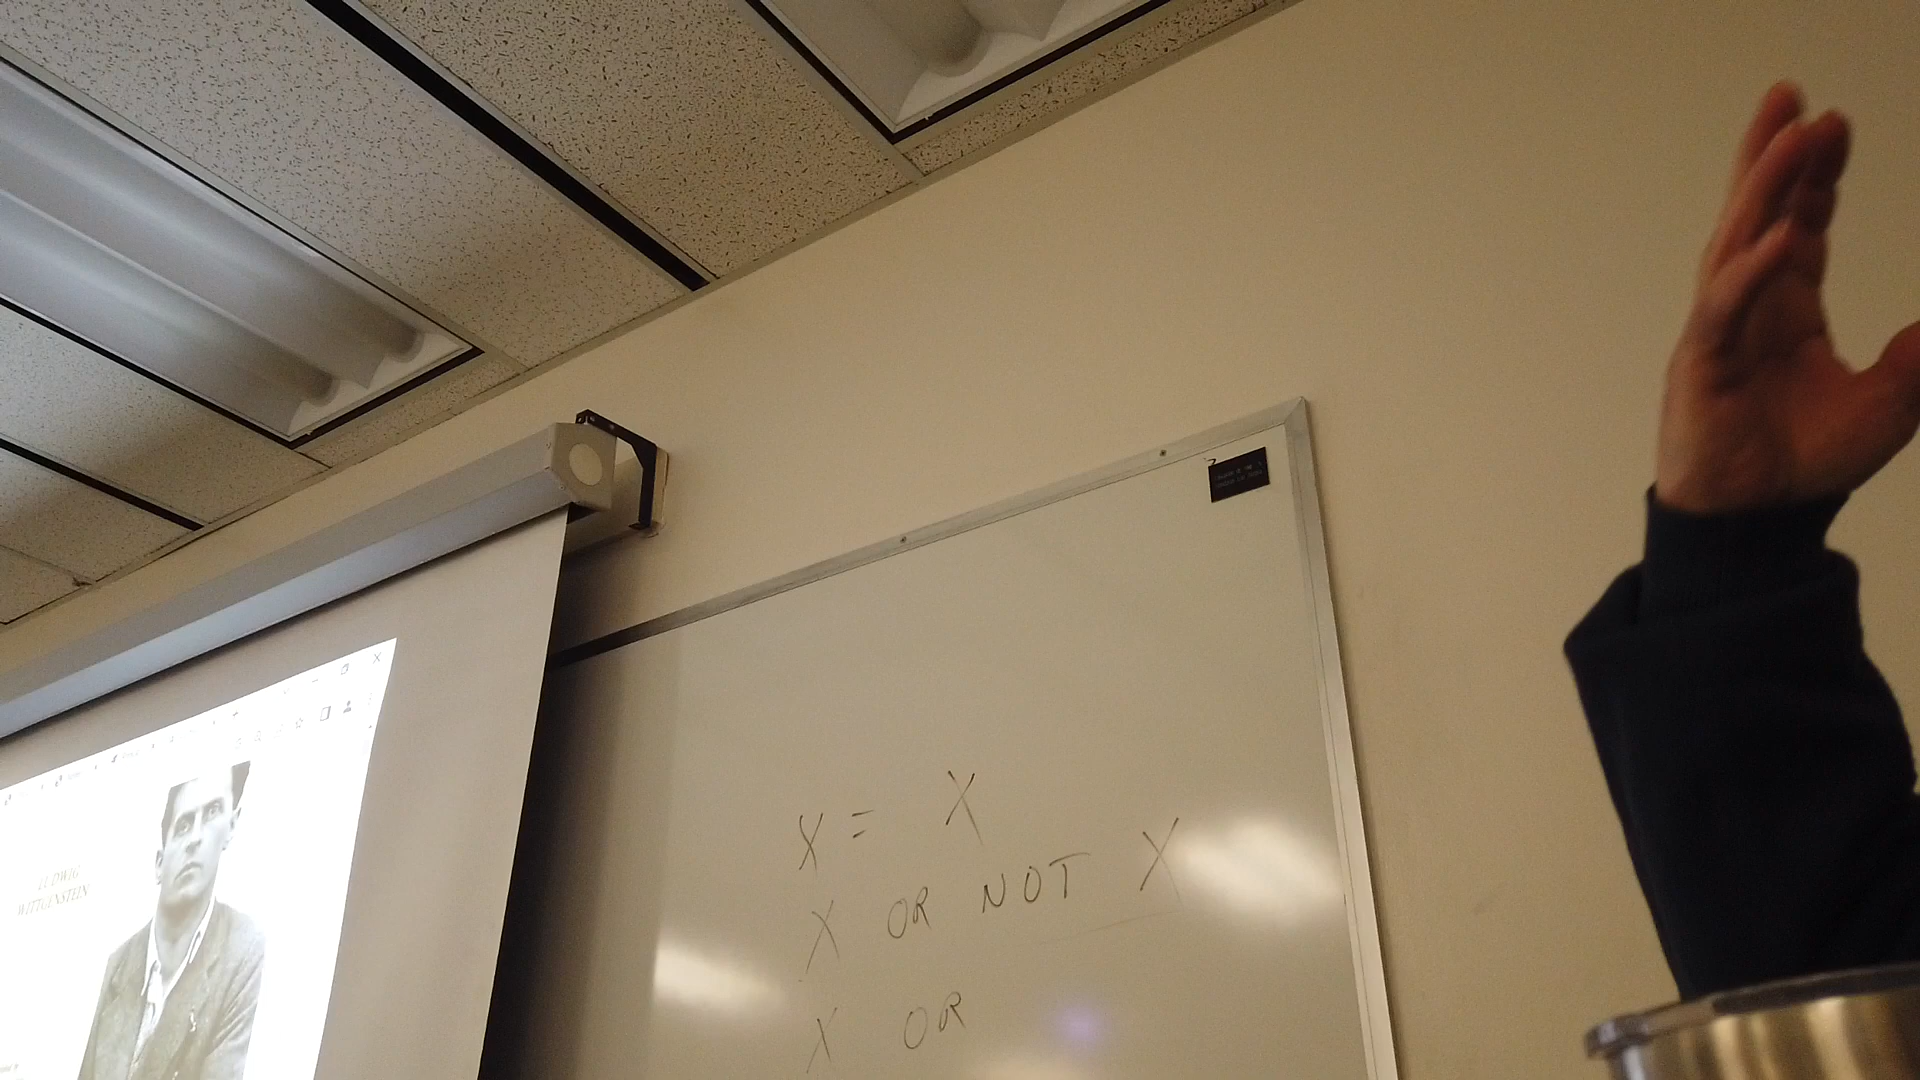 LUDWIG
WITTGENSTEIN
X = X
X OR NOT X
X OR